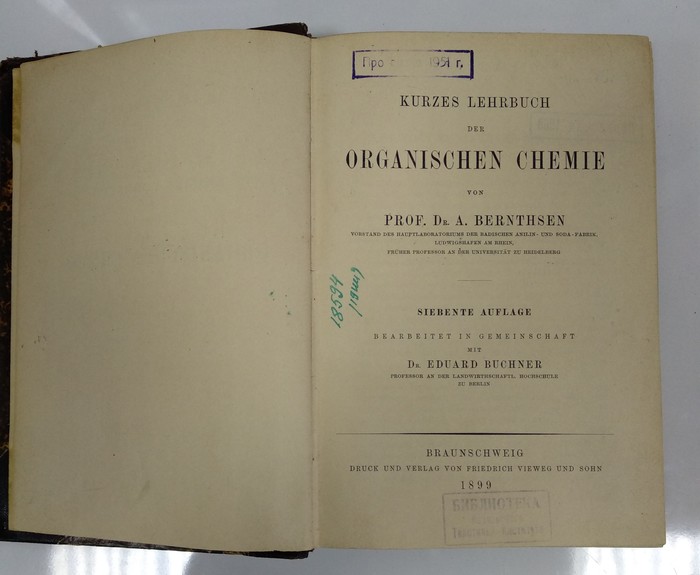 1951 г.
KURZES LEHRBUCH
DER
ORGANISCHEN CHEMIE
VON
PROF. DR. A. BERNTHSEN
VORSTAND DES HAUPTLABORATORIUMS DER BADISCHEN ANILIN- UND SODA-FABRIK,
LUDWIGSHAFEN AM RHEIN,
FRÜHER PROFESSOR AN DER UNIVERSITÄT ZU HEIDELBERG
SIEBENTE AUFLAGE
BEARBEITET IN GEMEINSCHAFT
MIT
DR. EDUARD BUCHNER
PROFESSOR AN DER LANDWIRTHSCHAFTL. HOCHSCHULE
ZU BERLIN
BRAUNSCHWEIG
DRUCK UND VERLAG VON FRIEDRICH VIEWEG UND SOHN
1899
БИБЛИОТЕКА